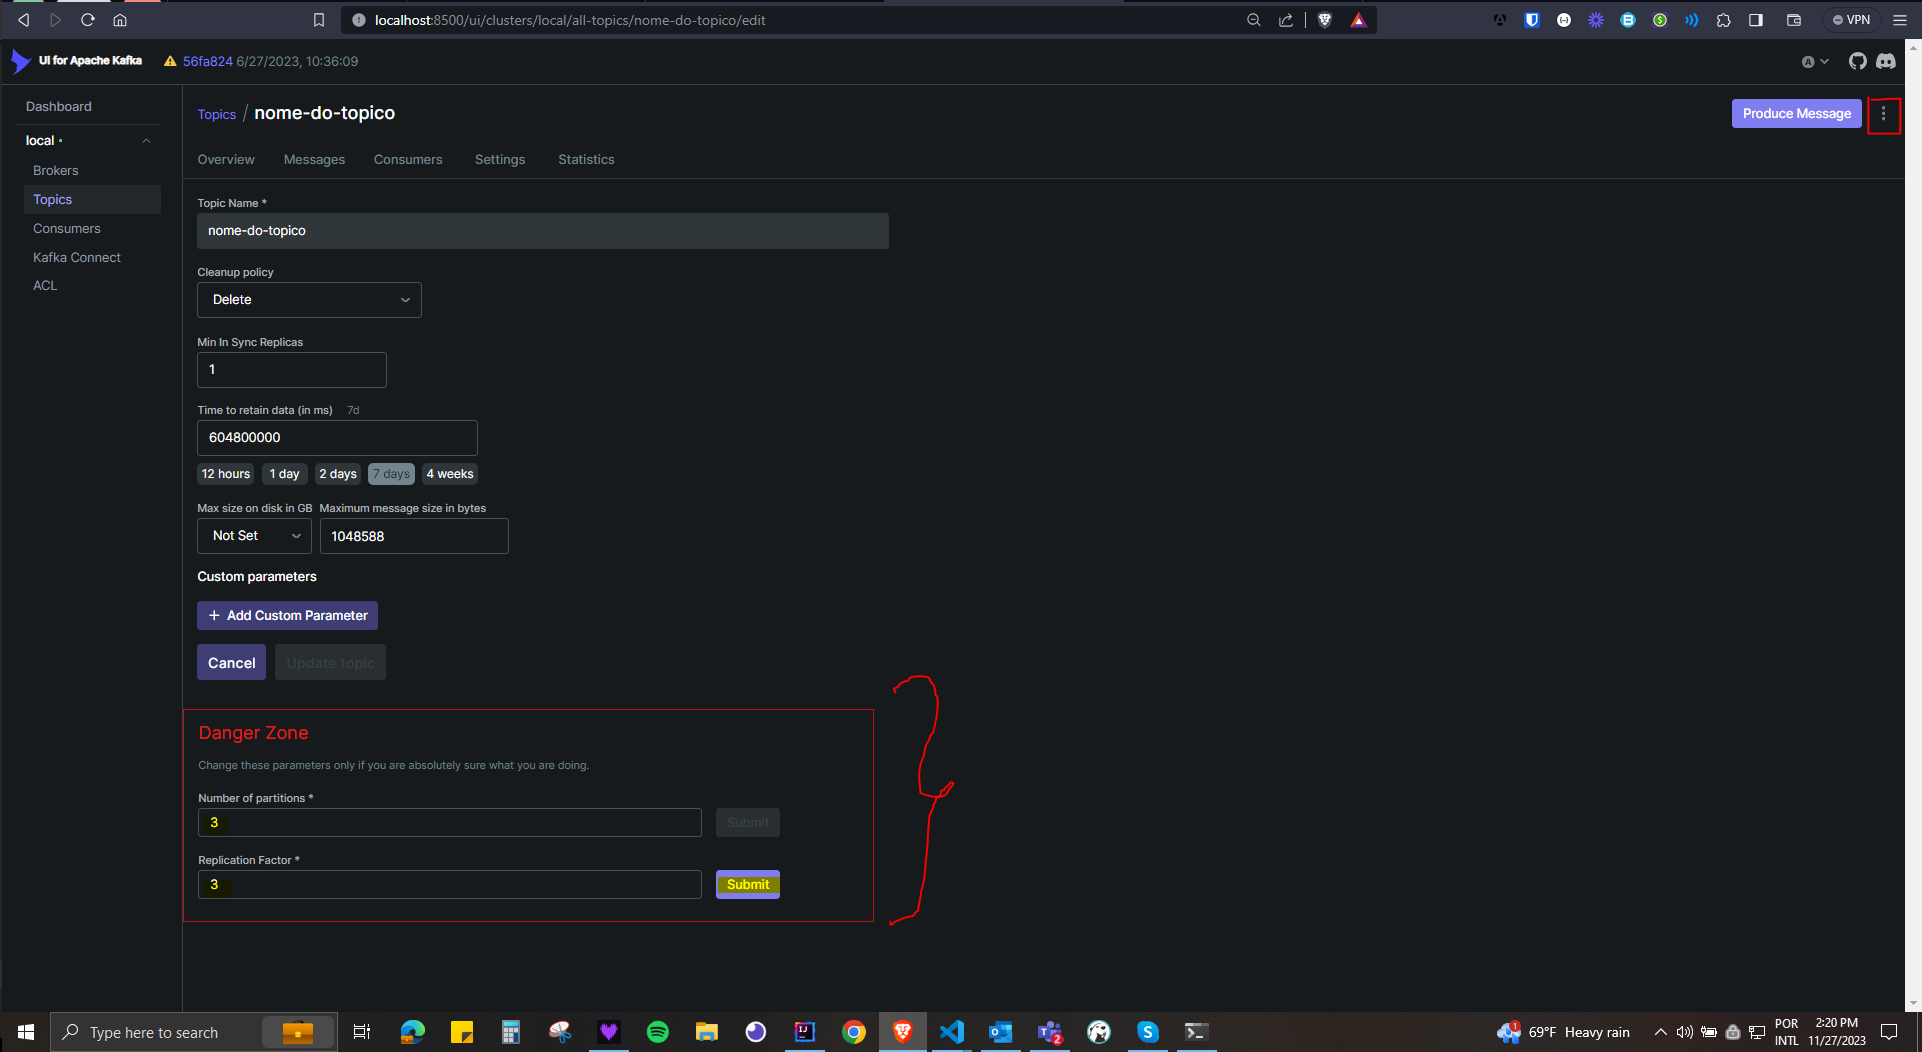 localhost:8500/ui/clusters/local/all-topics/nome-do-topico/edit
VPN
UI for Apache Kafka
56fa824 6/27/2023, 10:36:09
A
Dashboard
local
Brokers
Topics
Consumers
Kafka Connect
ACL
Topics / nome-do-topico
Produce Message
Overview Messages Consumers Settings Statistics
Topic Name *
nome-do-topico
Cleanup policy
Delete
Min In Sync Replicas
1
Time to retain data (in ms) 7d
604800000
12 hours 1 day 2 days 7 days 4 weeks
Max size on disk in GB Maximum message size in bytes
Not Set 1048588
Custom parameters
+ Add Custom Parameter
Cancel Update topic
Danger Zone
Change these parameters only if you are absolutely sure what you are doing.
Number of partitions *
3 Submit
Replication Factor *
3 Submit
Type here to search
69°F Heavy rain
POR
INTL
2:20 PM
11/27/2023